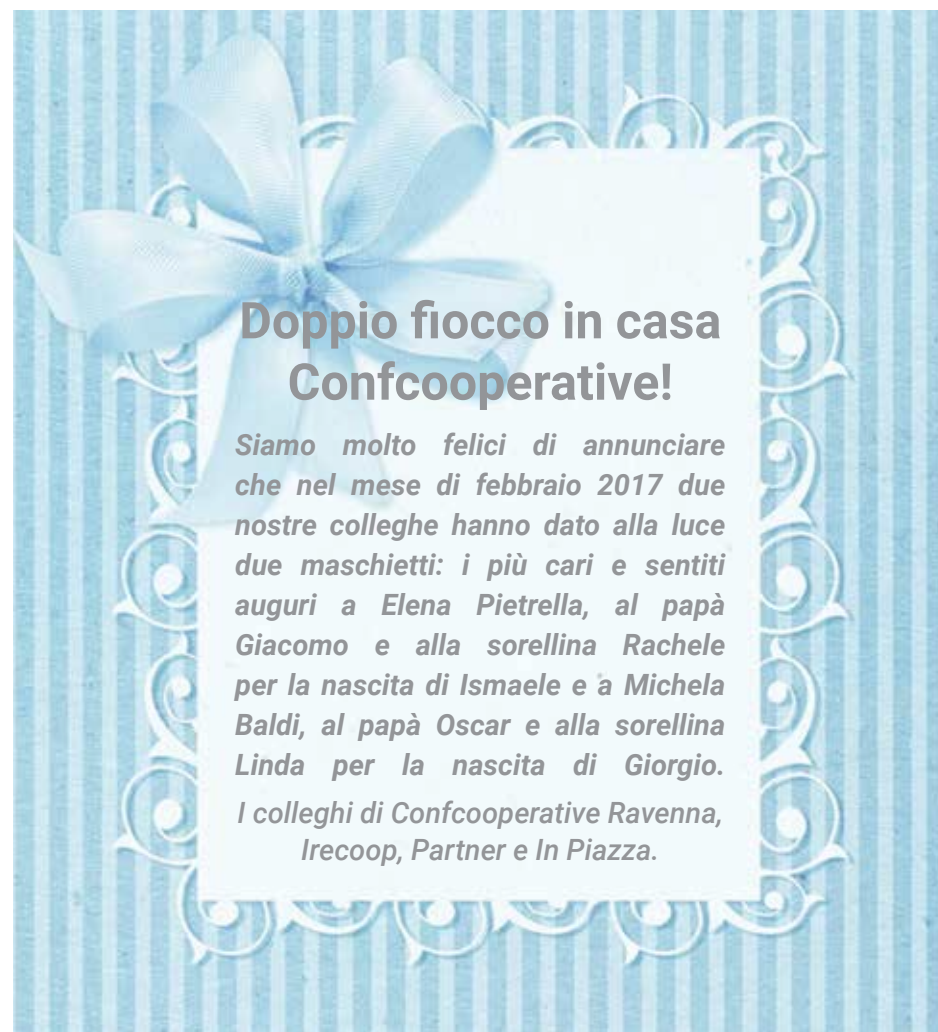 Doppio fiocco in casa
Confcooperative!
Siamo molto felici di annunciare
che nel mese di febbraio 2017 due
nostre colleghe hanno dato alla luce
due maschietti: i più cari e sentiti
auguri a Elena Pietrella, al papà
Giacomo e alla sorellina Rachele
per la nascita di Ismaele e a Michela
Baldi, al papà Oscar e alla sorellina
Linda per la nascita di Giorgio.
I colleghi di Confcooperative Ravenna,
Irecoop, Partner e In Piazza.